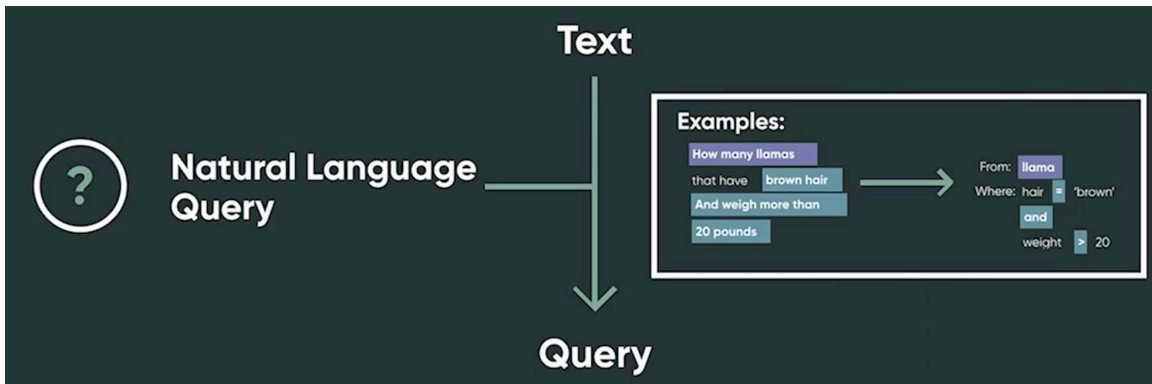 Text
?
Natural Language
Query
Examples:
How many llamas
that have brown hair
And weigh more than
20 pounds
From: llama
Where: hair = 'brown'
and
weight > 20
Query